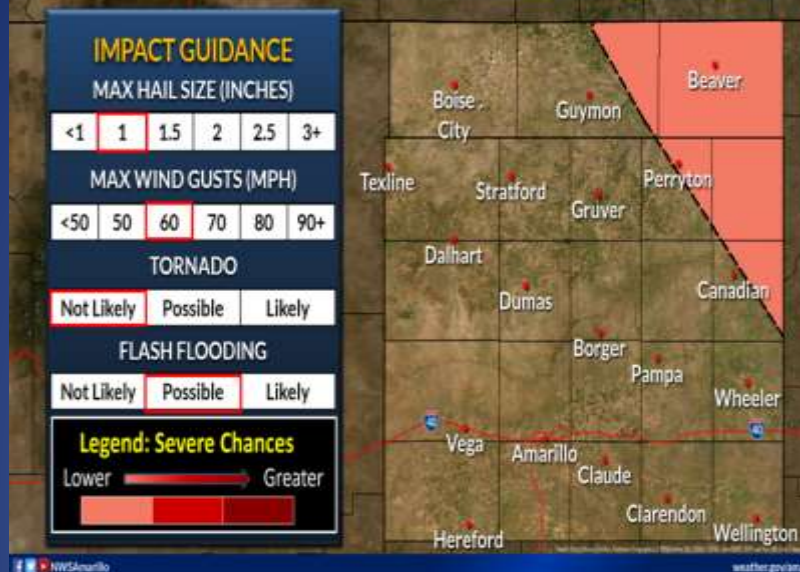 IMPACT GUIDANCE
MAX HAIL SIZE (INCHES)
<1 1 1.5 2 2.5 3+
MAX WIND GUSTS (MPH)
<50 50 60 70 80 90+
TORNADO
Not Likely Possible Likely
FLASH FLOODING
Not Likely Possible Likely
Legend: Severe Chances
Lower Greater
Beaver
Boise
City
Guymon
Texline
Stratford
Perryton
Gruver
Dalhart
Dumas
Canadian
Borger
Pampa
Wheeler
40
40
Vega
Amarillo
Claude
Clarendon
Hereford
Wellington
NWSAmarillo
weather.gov/am